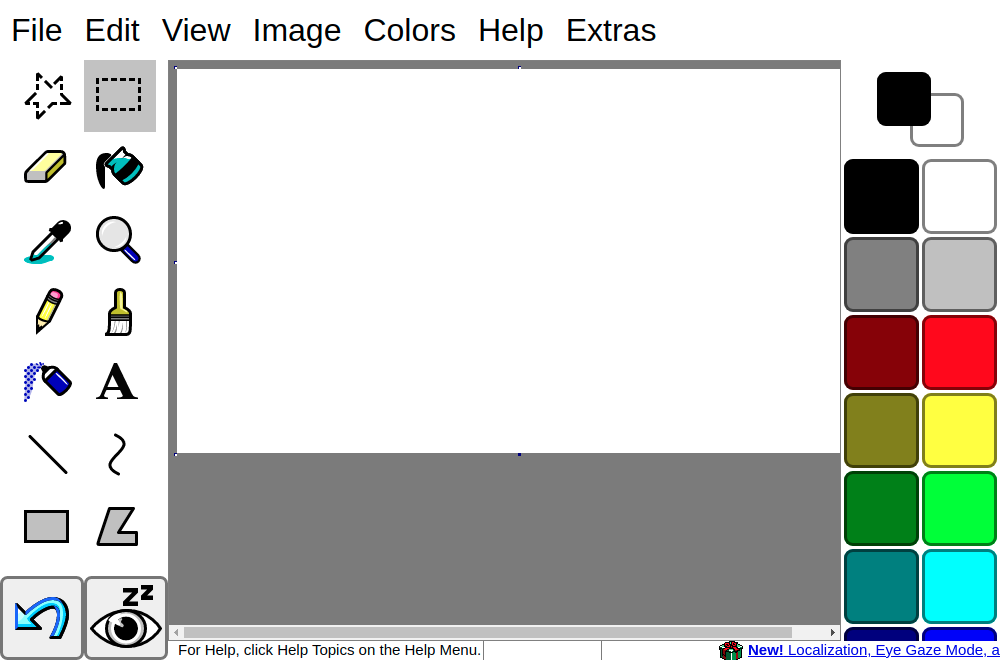 File Edit View Image Colors Help Extras
A
For Help, click Help Topics on the Help Menu.
New! Localization, Eye Gaze Mode, a